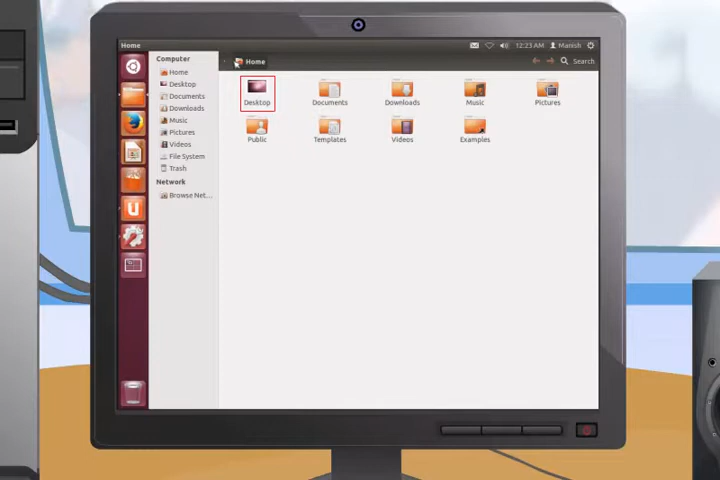 Home
12:23 AM Manish
Computer
Home
Desktop
Documents
Downloads
Music
Pictures
Videos
File System
Trash
Network
Browse Net...
Home
Search
Desktop
Documents
Downloads
Music
Pictures
Public
Templates
Videos
Examples